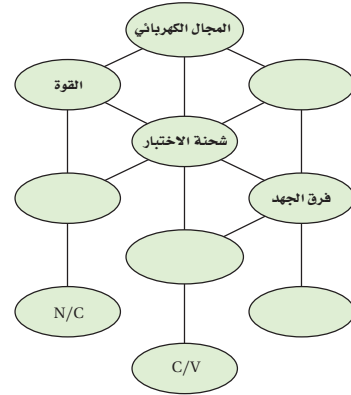 المجال الكهربائي
القوة
شحنة الاختبار
فرق الجهد
N/C
C/V